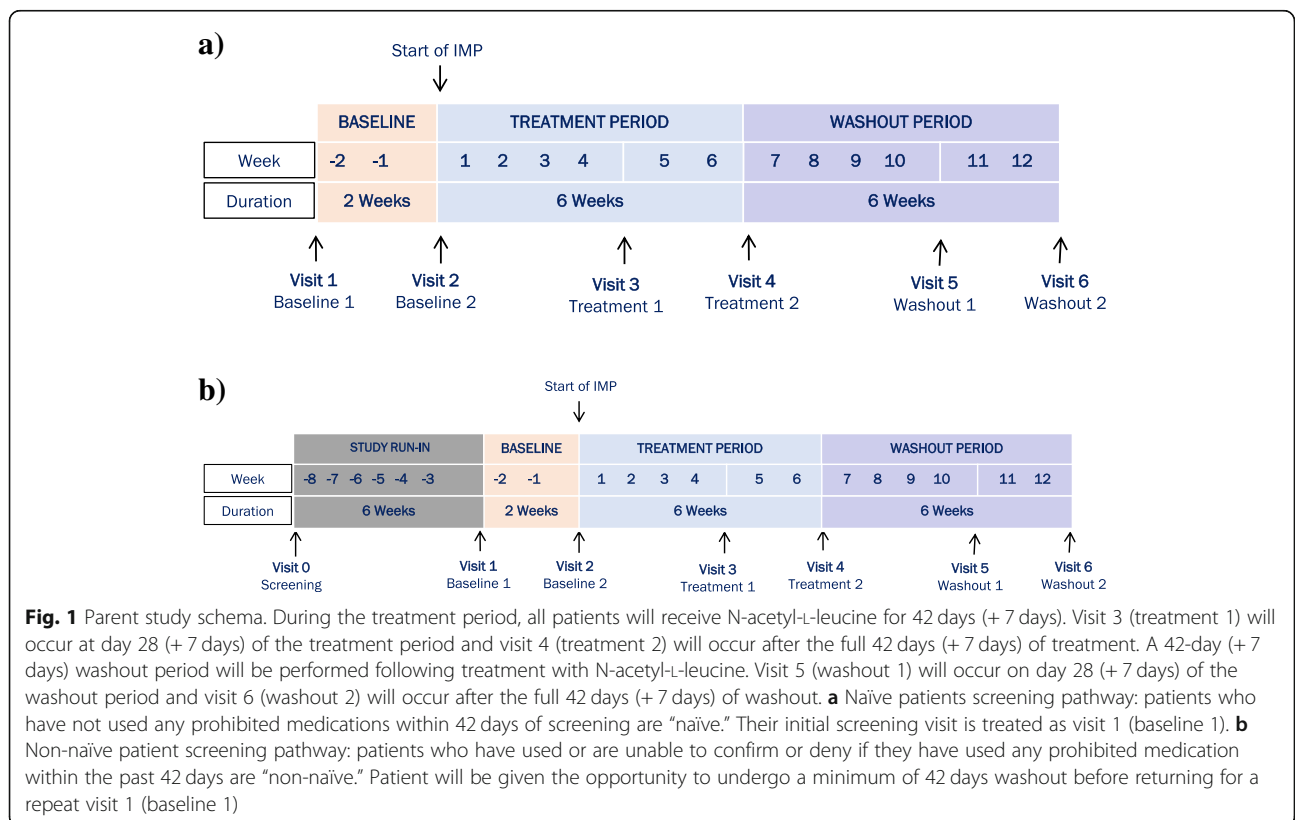 a)
Start of IMP
BASELINE TREATMENT PERIOD WASHOUT PERIOD
Week -2 -1 1 2 3 4 5 6 7 8 9 10 11 12
Duration 2 Weeks 6 Weeks 6 Weeks
Visit 1 Visit 2 Visit 3 Visit 4 Visit 5 Visit 6
Baseline 1 Baseline 2 Treatment 1 Treatment 2 Washout 1 Washout 2
b)
Start of IMP
STUDY RUN-IN BASELINE TREATMENT PERIOD WASHOUT PERIOD
Week -8 -7 -6 -5 -4 -3 -2 -1 1 2 3 4 5 6 7 8 9 10 11 12
Duration 6 Weeks 2 Weeks 6 Weeks 6 Weeks
Visit 0 Visit 1 Visit 2 Visit 3 Visit 4 Visit 5 Visit 6
Screening Baseline 1 Baseline 2 Treatment 1 Treatment 2 Washout 1 Washout 2
Fig. 1 Parent study schema. During the treatment period, all patients will receive N-acetyl-L-leucine for 42 days (+ 7 days). Visit 3 (treatment 1) will
occur at day 28 (+ 7 days) of the treatment period and visit 4 (treatment 2) will occur after the full 42 days (+ 7 days) of treatment. A 42-day (+ 7
days) washout period will be performed following treatment with N-acetyl-L-leucine. Visit 5 (washout 1) will occur on day 28 (+ 7 days) of the
washout period and visit 6 (washout 2) will occur after the full 42 days (+ 7 days) of washout. a Naïve patients screening pathway: patients who
have not used any prohibited medications within 42 days of screening are “naïve.” Their initial screening visit is treated as visit 1 (baseline 1). b
Non-naïve patient screening pathway: patients who have used or are unable to confirm or deny if they have used any prohibited medication
within the past 42 days are “non-naïve.” Patient will be given the opportunity to undergo a minimum of 42 days washout before returning for a
repeat visit 1 (baseline 1)